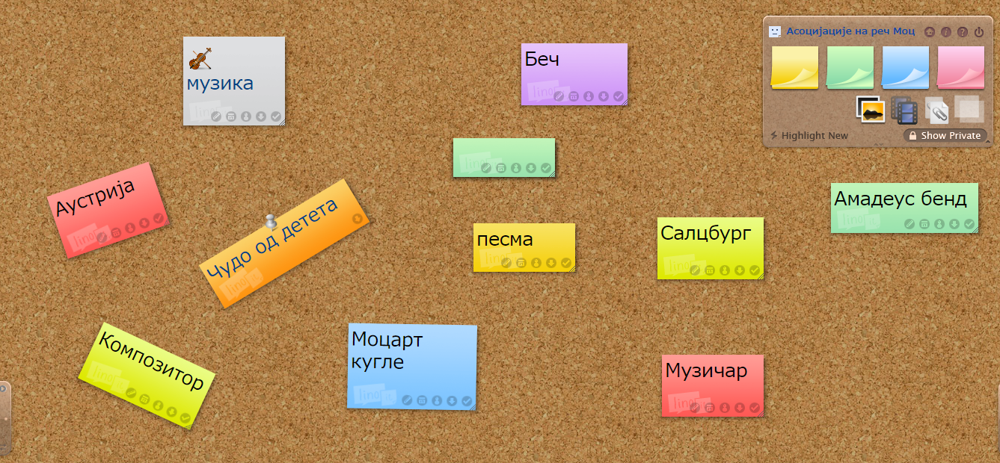 Асоцијације на реч Моц
музика
Беч
Highlight New
Show Private
Аустрија
Чудо од детета
песма
Салцбург
Амадеус бенд
Композитор
Моцарт
кугле
Музичар